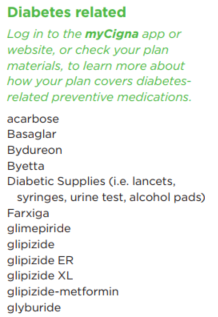 Diabetes related
Log in to the myCigna app or
website, or check your plan
materials, to learn more about
how your plan covers diabetes-
related preventive medications.
acarbose
Basaglar
Bydureon
Byetta
Diabetic Supplies (i.e. lancets,
syringes, urine test, alcohol pads)
Farxiga
glimepiride
glipizide
glipizide ER
glipizide XL
glipizide-metformin
glyburide